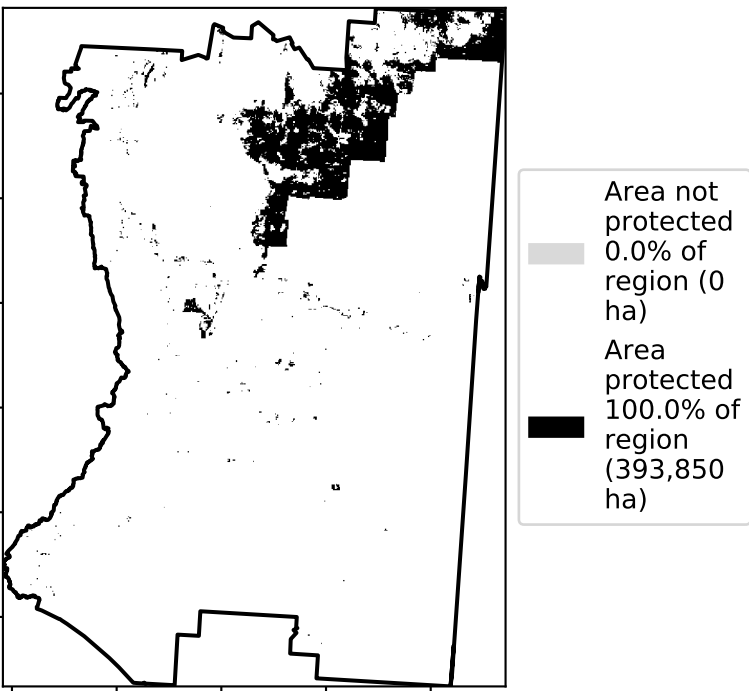 Area not
protected
0.0% of
region (0
ha)
Area
protected
100.0% of
region
(393,850
ha)